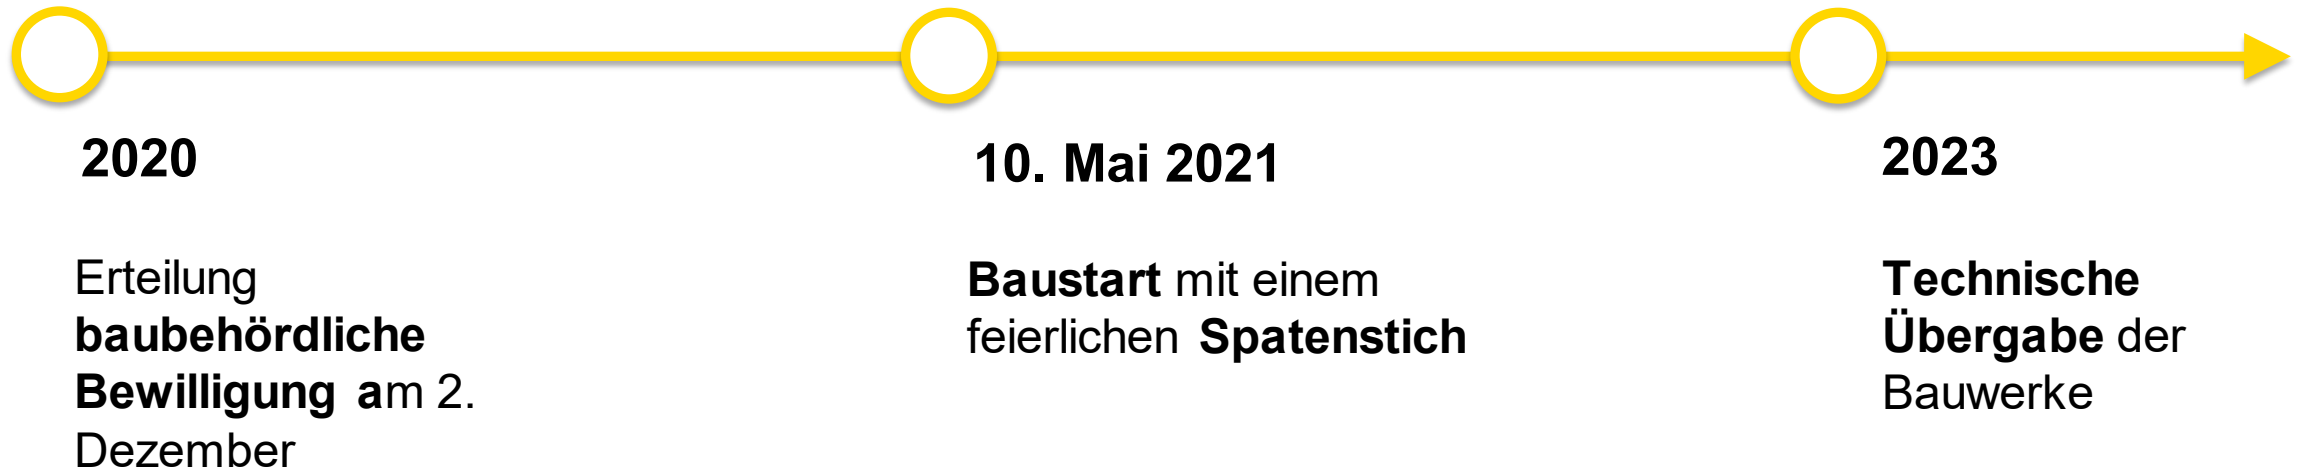 2020
Erteilung
baubehördliche
Bewilligung am 2.
Dezember
10. Mai 2021
Baustart mit einem
feierlichen Spatenstich
2023
Technische
Übergabe der
Bauwerke